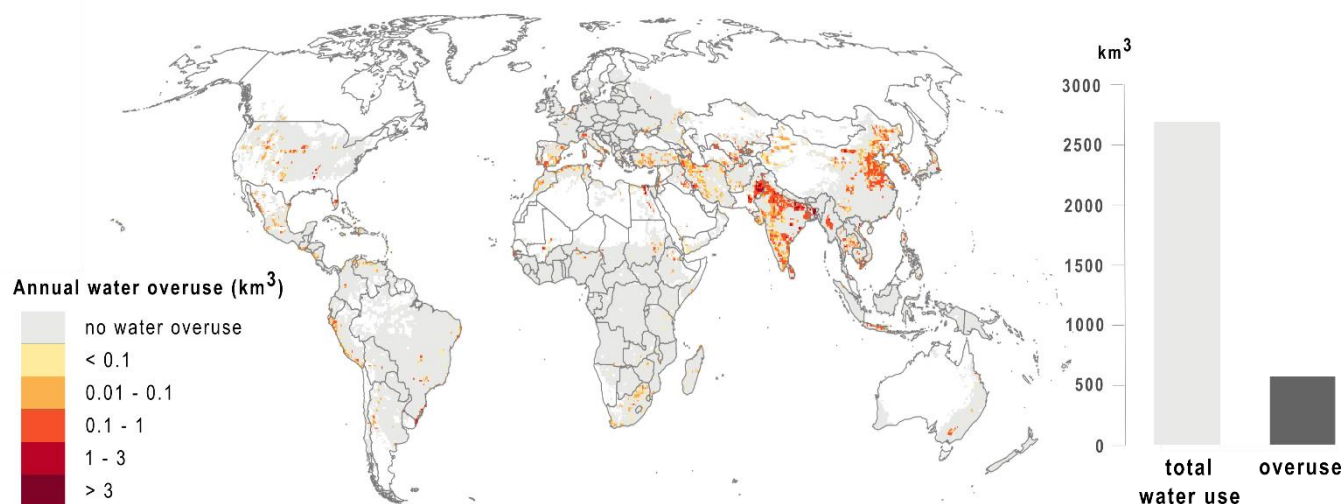 Annual water overuse (km³)
no water overuse
< 0.1
0.01 - 0.1
0.1 - 1
1 - 3
> 3
km³
3000
2500
2000
1500
1000
500
0
total
water use
overuse